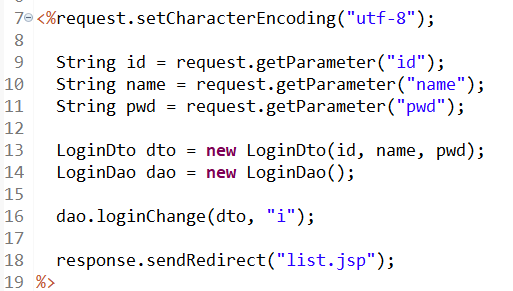 7 <%request.setCharacterEncoding("utf-8");
8
9 String id = request.getParameter("id");
10 String name = request.getParameter("name");
11 String pwd = request.getParameter("pwd");
12
13 LoginDto dto = new LoginDto(id, name, pwd);
14 LoginDao dao = new LoginDao();
15
16 dao.loginChange(dto, "i");
17
18 response.sendRedirect("list.jsp");
19 %>